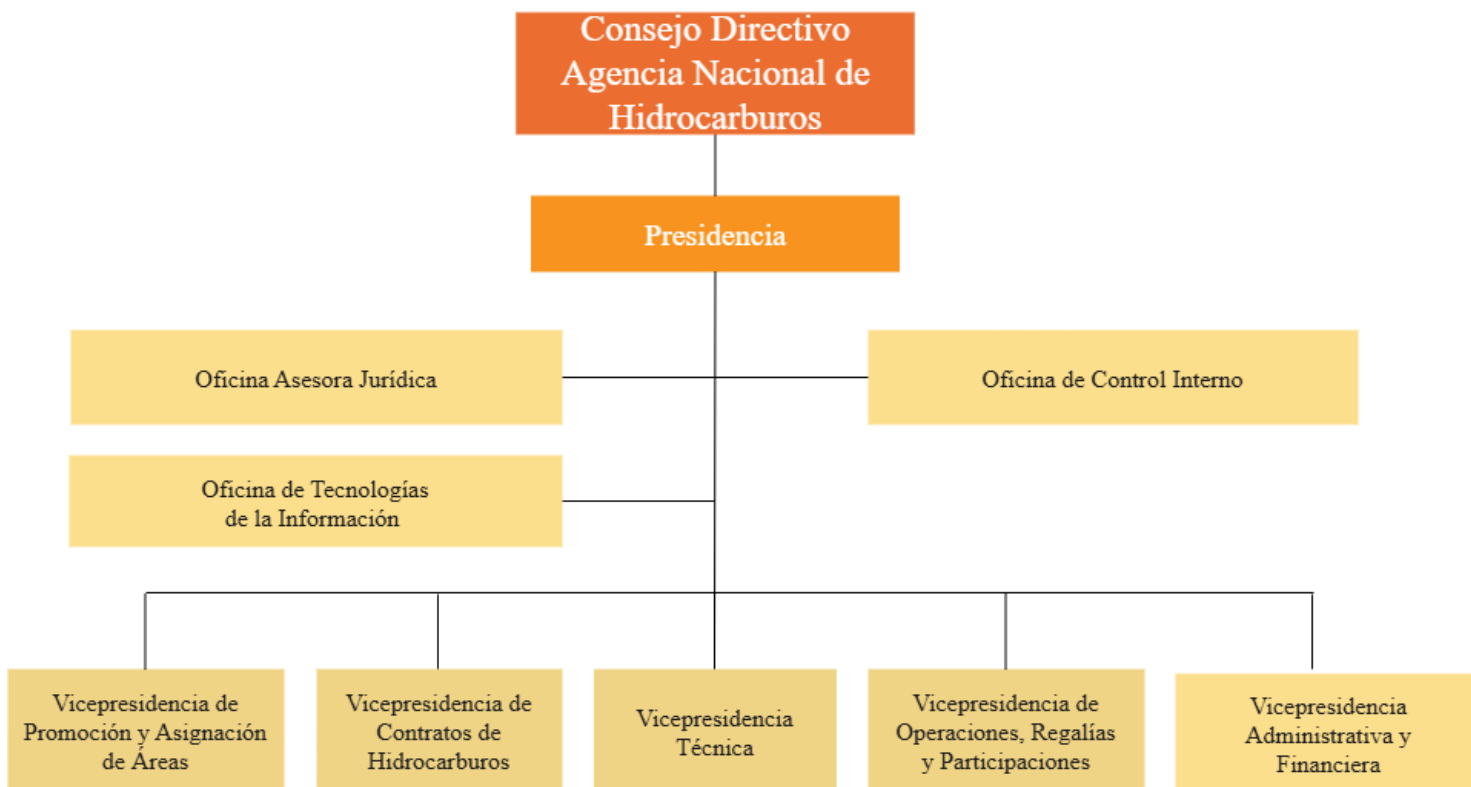 Consejo Directivo
Agencia Nacional de
Hidrocarburos
Presidencia
Oficina Asesora Jurídica
Oficina de Control Interno
Oficina de Tecnologías
de la Información
Vicepresidencia de
Promoción y Asignación
de Áreas
Vicepresidencia de
Contratos de
Hidrocarburos
Vicepresidencia
Técnica
Vicepresidencia de
Operaciones, Regalías
y Participaciones
Vicepresidencia
Administrativa y
Financiera